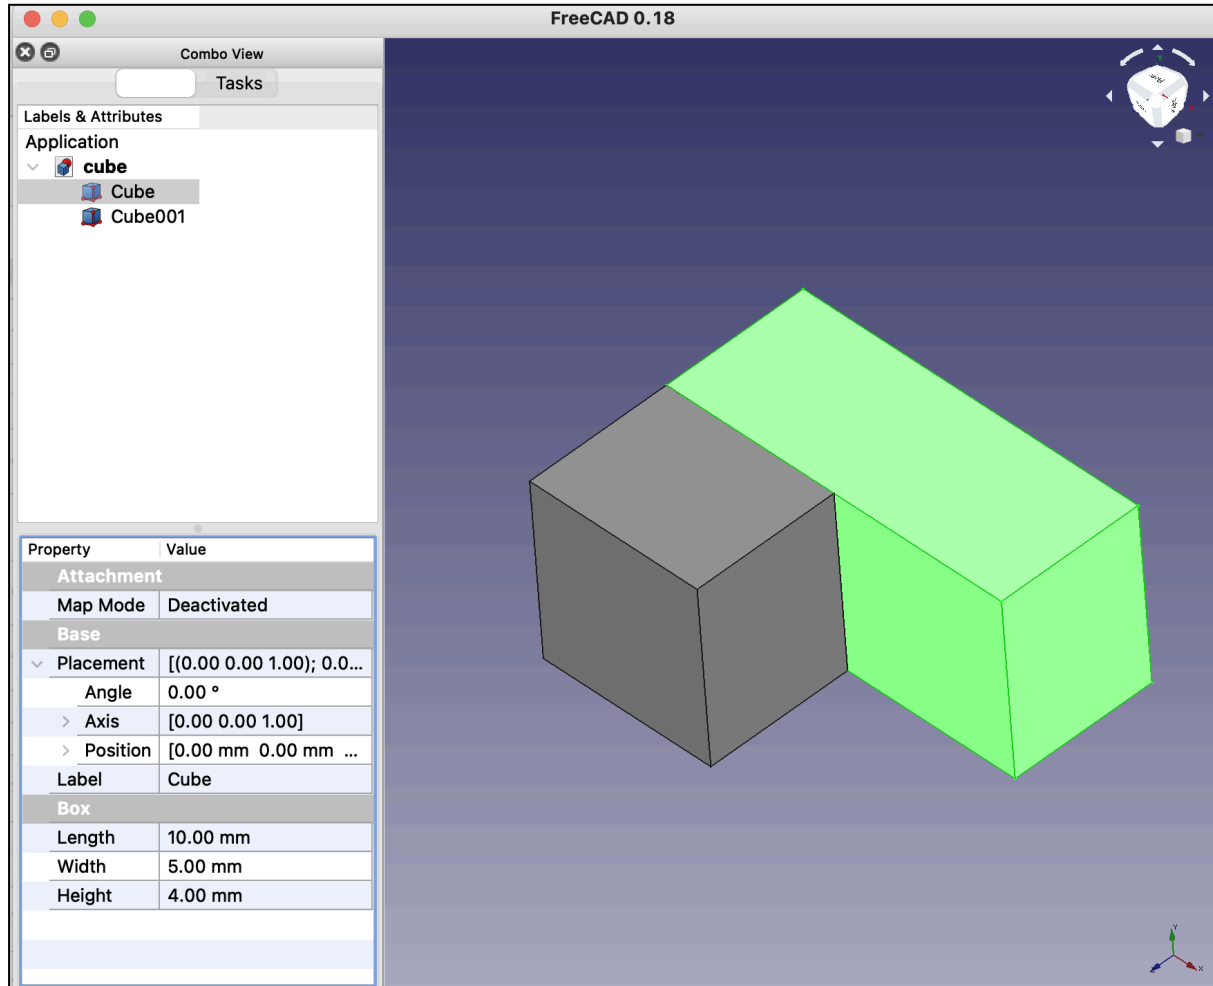 FreeCAD 0.18
Combo View
Tasks
Labels & Attributes
Application
cube
Cube
Cube001
Property Value
Attachment
Map Mode Deactivated
Base
Placement [(0.00 0.00 1.00); 0.0...
Angle 0.00 °
Axis [0.00 0.00 1.00]
Position [0.00 mm 0.00 mm ...
Label Cube
Box
Length 10.00 mm
Width 5.00 mm
Height 4.00 mm
Y
X